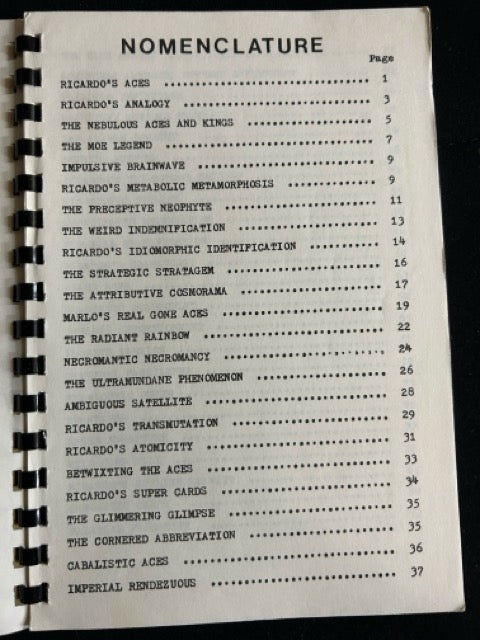 NOMENCLATURE
Page
RICARDO'S ACES ................................ 1
RICARDO'S ANALOGY ............................. 3
THE NEBULOUS ACES AND KINGS ................... 5
THE MOE LEGEND ................................ 7
IMPULSIVE BRAINWAVE ........................... 9
RICARDO'S METABOLIC METAMORPHOSIS ............. 9
THE PRECEPTIVE NEOPHYTE ....................... 11
THE WEIRD INDEMNIFICATION ..................... 13
RICARDO'S IDIOMORPHIC IDENTIFICATION .......... 14
THE STRATEGIC STRATAGEM ....................... 16
THE ATTRIBUTIVE COSMORAMA ..................... 17
MARLO'S REAL GONE ACES ........................ 19
THE RADIANT RAINBOW ........................... 22
NECROMANTIC NECROMANCY ........................ 24
THE ULTRAMUNDANE PHENOMENON ................... 26
AMBIGUOUS SATELLITE ........................... 28
RICARDO'S TRANSMUTATION ....................... 29
RICARDO'S ATOMICITY ........................... 31
BETWIXTING THE ACES ........................... 33
RICARDO'S SUPER CARDS ......................... 34
THE GLIMMERING GLIMPSE ........................ 35
THE CORNERED ABBREVIATION ..................... 35
CABALISTIC ACES ............................... 36
IMPERIAL RENDEZUOUS ........................... 37